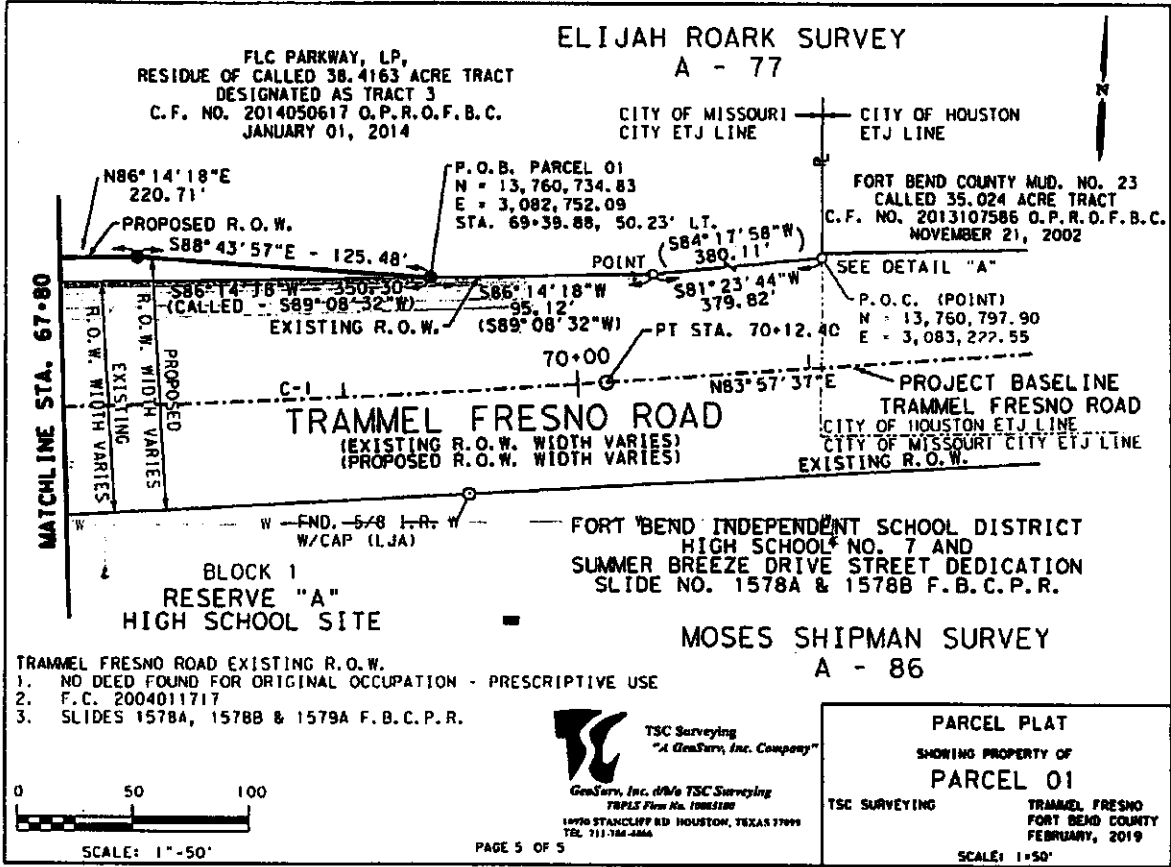 ELIJAH ROARK SURVEY
A - 77
FLC PARKWAY, LP,
RESIDUE OF CALLED 38.4163 ACRE TRACT
DESIGNATED AS TRACT 3
C.F. NO. 2014050617 O.P.R.O.F.B.C.
JANUARY 01, 2014
CITY OF MISSOURI
CITY ETJ LINE
CITY OF HOUSTON
ETJ LINE
N
N86°14'18"E
220.71'
PROPOSED R.O.W.
S88°43'57"E - 125.48'
P.O.B. PARCEL 01
N = 13,760,734.83
E = 3,082,752.09
STA. 69+39.88, 50.23' LT.
FORT BEND COUNTY MUD. NO. 23
CALLED 35.024 ACRE TRACT
C.F. NO. 2013107586 O.P.R.O.F.B.C.
NOVEMBER 21, 2002
POINT
(S84°17'58"W)
380.11'
S81°23'44"W
379.82'
SEE DETAIL "A"
S86°14'18"W - 350.30'
(CALLED - S89°08'32"W)
S86°14'18"W
95.12'
(S89°08'32"W)
EXISTING R.O.W.
P.O.C. (POINT)
N = 13,760,797.90
E = 3,083,222.55
PT STA. 70+12.40
70+00
MATCHLINE STA. 67+80
EXISTING
R.O.W. WIDTH VARIES
PROPOSED
R.O.W. WIDTH VARIES
C-1
N83°57'37"E
PROJECT BASELINE
TRAMMEL FRESNO ROAD
TRAMMEL FRESNO ROAD
(EXISTING R.O.W. WIDTH VARIES)
(PROPOSED R.O.W. WIDTH VARIES)
CITY OF HOUSTON ETJ LINE
CITY OF MISSOURI CITY ETJ LINE
EXISTING R.O.W.
W
W
FND. 5/8 I.R.
W
W/CAP (LJA)
FORT BEND INDEPENDENT SCHOOL DISTRICT
HIGH SCHOOL NO. 7 AND
SUMMER BREEZE DRIVE STREET DEDICATION
SLIDE NO. 1578A & 1578B F.B.C.P.R.
BLOCK 1
RESERVE "A"
HIGH SCHOOL SITE
MOSES SHIPMAN SURVEY
A - 86
TRAMMEL FRESNO ROAD EXISTING R.O.W.
1. NO DEED FOUND FOR ORIGINAL OCCUPATION - PRESCRIPTIVE USE
2. F.C. 2004011717
3. SLIDES 1578A, 1578B & 1579A F.B.C.P.R.
0 50 100
SCALE: 1"-50'
TSC Surveying
"A GenSurv, Inc. Company"
GenSurv, Inc. d/b/a TSC Surveying
TBPLS Firm No.
STANCLIFF RD HOUSTON, TEXAS 77099
TEL
PAGE 5 OF 5
PARCEL PLAT
SHOWING PROPERTY OF
PARCEL 01
TSC SURVEYING
TRAMMEL FRESNO
FORT BEND COUNTY
FEBRUARY, 2019
SCALE: 1=50'